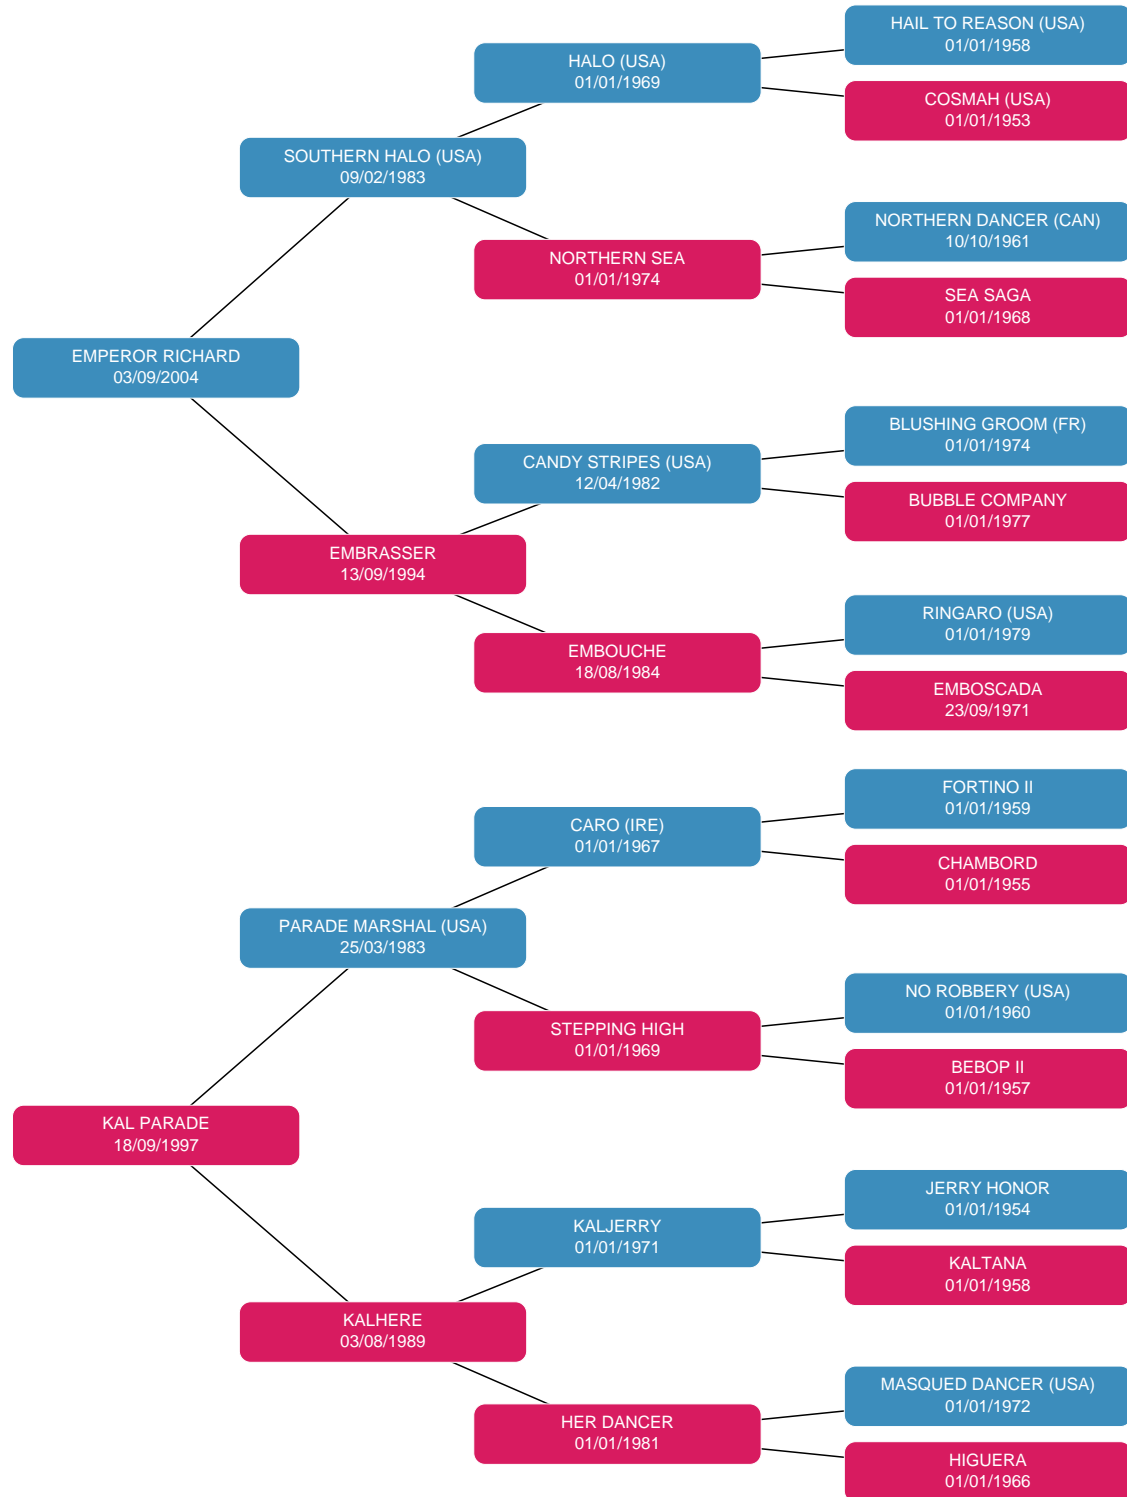 HAIL TO REASON (USA)
01/01/1958
HALO (USA)
01/01/1969
COSMAH (USA)
01/01/1953
SOUTHERN HALO (USA)
09/02/1983
NORTHERN DANCER (CAN)
10/10/1961
NORTHERN SEA
01/01/1974
SEA SAGA
01/01/1968
EMPEROR RICHARD
03/09/2004
BLUSHING GROOM (FR)
01/01/1974
CANDY STRIPES (USA)
12/04/1982
BUBBLE COMPANY
01/01/1977
EMBRASSER
13/09/1994
RINGARO (USA)
01/01/1979
EMBOUCHE
18/08/1984
EMBOSCADA
23/09/1971
FORTINO II
01/01/1959
CARO (IRE)
01/01/1967
CHAMBORD
01/01/1955
PARADE MARSHAL (USA)
25/03/1983
NO ROBBERY (USA)
01/01/1960
STEPPING HIGH
01/01/1969
BEBOP II
01/01/1957
KAL PARADE
18/09/1997
JERRY HONOR
01/01/1954
KALJERRY
01/01/1971
KALTANA
01/01/1958
KALHERE
03/08/1989
MASQUED DANCER (USA)
01/01/1972
HER DANCER
01/01/1981
HIGUERA
01/01/1966